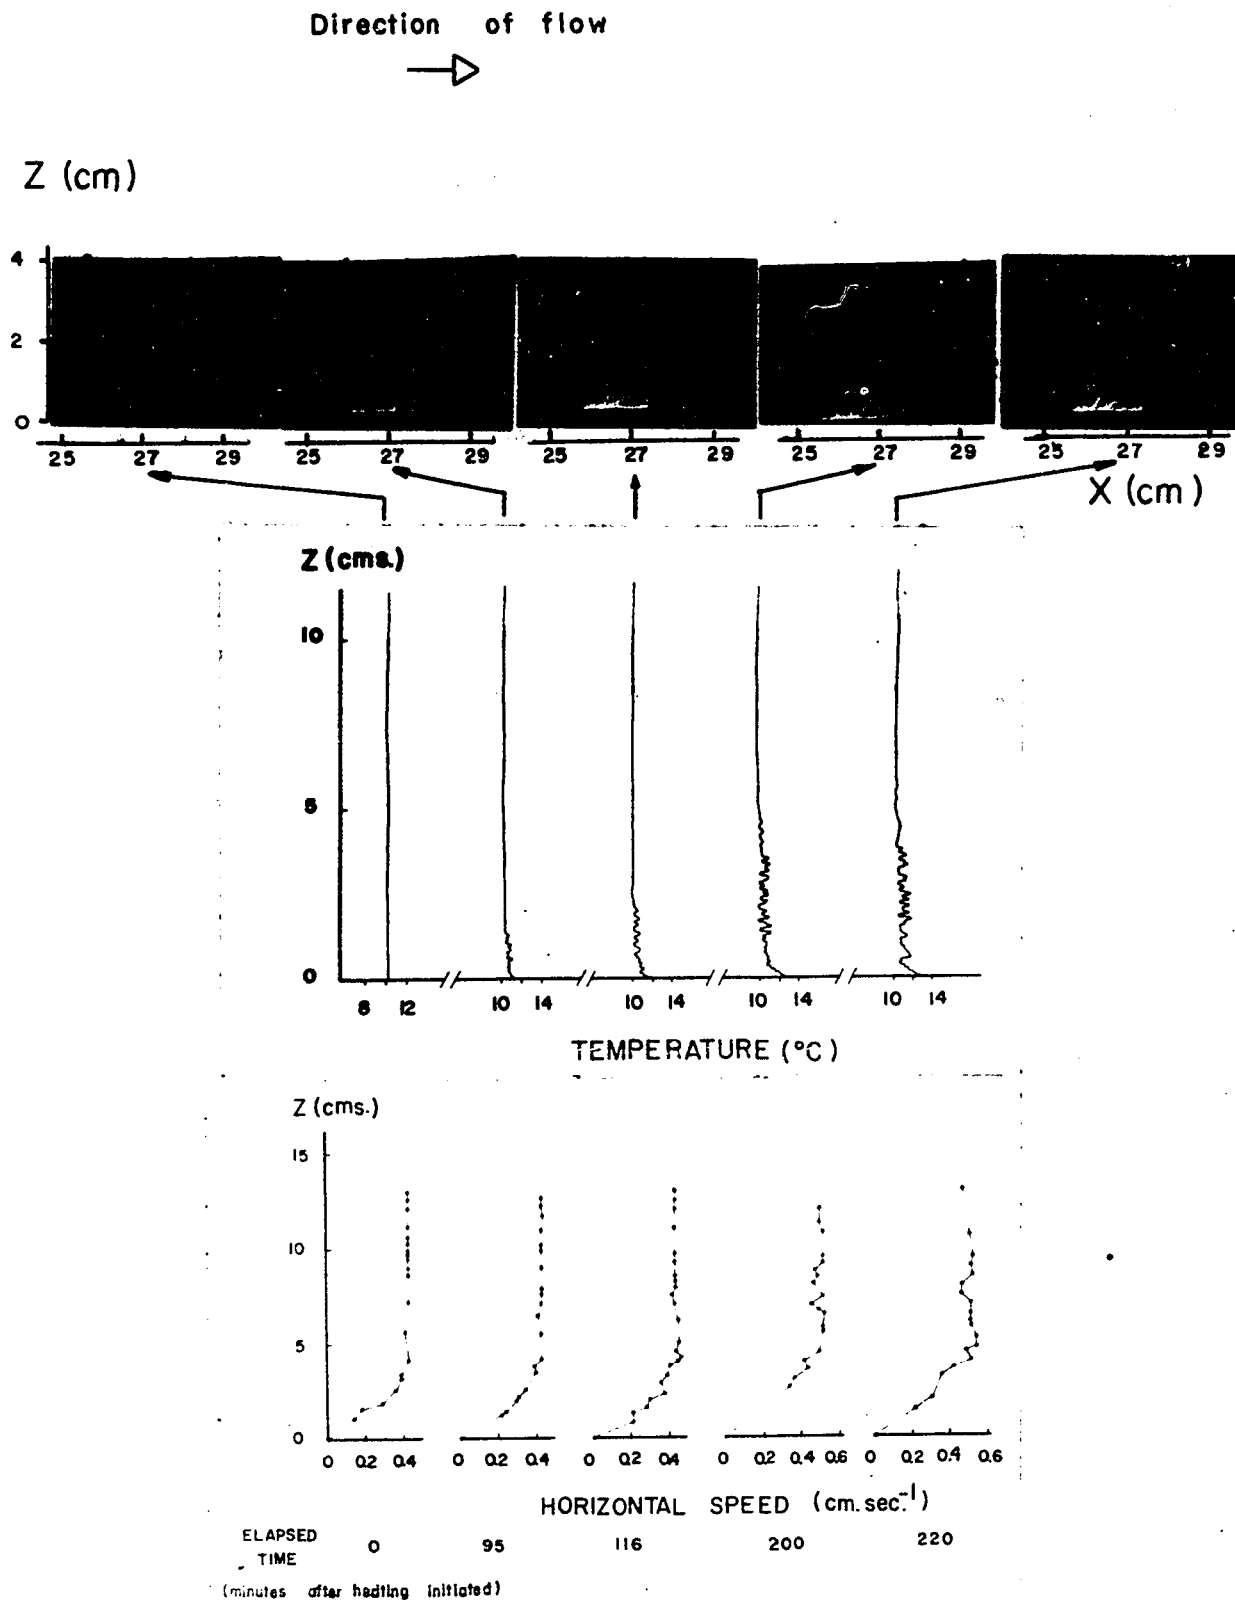 Direction of flow
Z (cm)
4
2
0
25 27 29 27 29 25 27 29 25 27 29 25 27 29
X (cm)
Z (cms.)
10
5
0
8 12 10 14 10 14 10 14 10 14
TEMPERATURE (°C)
Z (cms.)
15
10
5
0
0 0.2 0.4 0 0.2 0.4 0 0.2 0.4 0 0.2 0.4 0.6 0 0.2 0.4 0.6
HORIZONTAL SPEED (cm. sec.-1)
ELAPSED
TIME
0 95 116 200 220
(minutes after heating initiated)